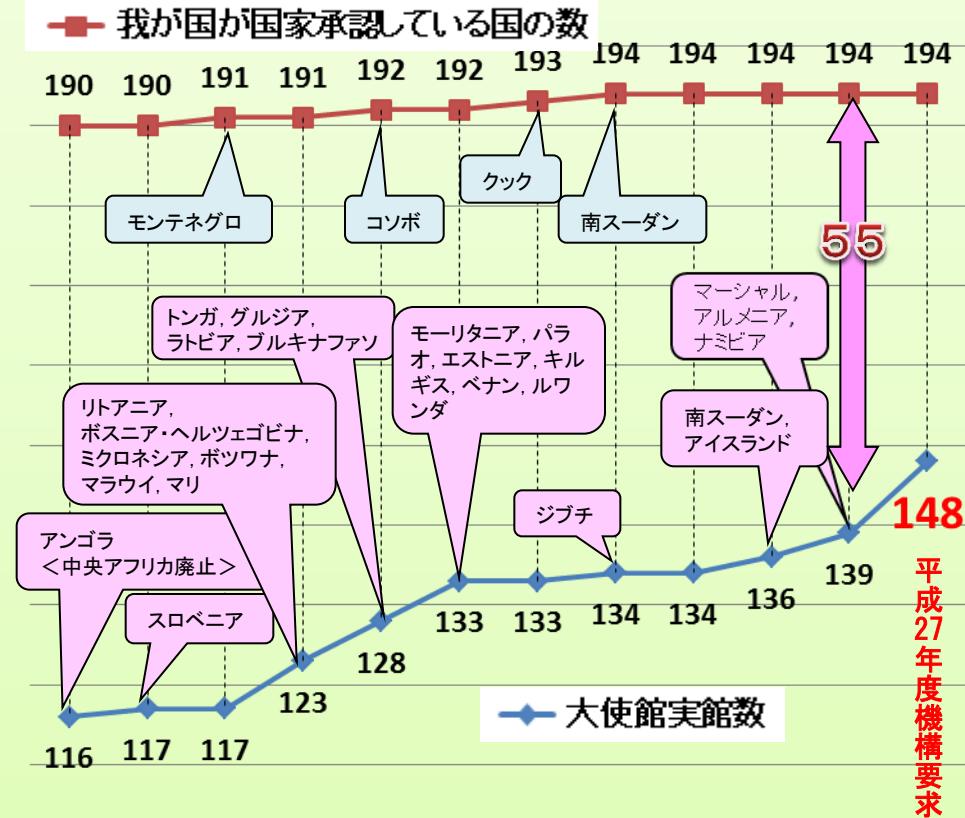 我が国が国家承認している国の数
190 190 191 191 192 192 193 194 194 194 194 194
モンテネグロ
コソボ
クック
南スーダン
55
トンガ, グルジア,
ラトビア, ブルキナファソ
モーリタニア, パラ
オ, エストニア, キル
ギス, ベナン, ルワ
ンダ
マーシャル,
アルメニア,
ナミビア
リトアニア,
ボスニア・ヘルツェゴビナ,
ミクロネシア, ボツワナ,
マラウイ, マリ
南スーダン,
アイスランド
ジブチ
アンゴラ
＜中央アフリカ廃止＞
スロベニア
116 117 117 123 128 133 133 134 134 136 139 148
大使館実館数
平成27年度機構要求